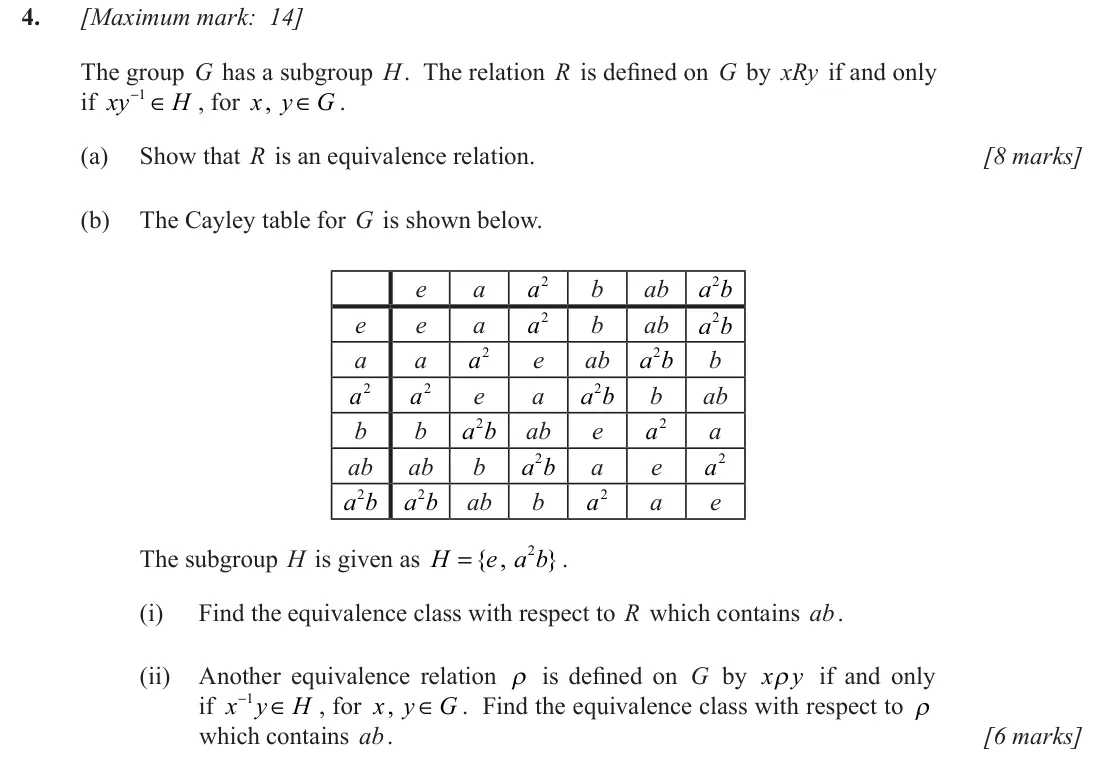 4. [Maximum mark: 14]
The group G has a subgroup H. The relation R is defined on G by xRy if and only
if xy⁻¹ ∈ H , for x, y ∈ G.
(a) Show that R is an equivalence relation. [8 marks]
(b) The Cayley table for G is shown below.
e a a² b ab a²b
e e a a² b ab a²b
a a a² e ab a²b b
a² a² e a a²b b ab
b b a²b ab e a² a
ab ab b a²b a e a²
a²b a²b ab b a² a e
The subgroup H is given as H = {e, a²b}.
(i) Find the equivalence class with respect to R which contains ab.
(ii) Another equivalence relation ρ is defined on G by xρy if and only
if x⁻¹y ∈ H , for x, y ∈ G. Find the equivalence class with respect to ρ
which contains ab. [6 marks]